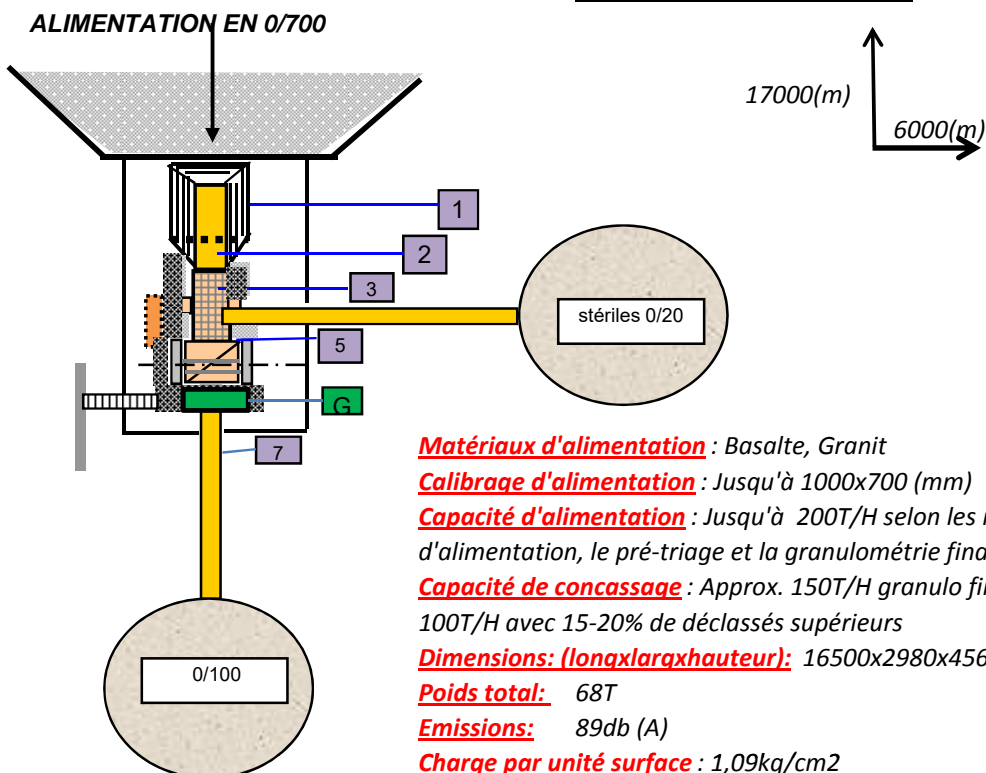 ALIMENTATION EN 0/700
17000(m)
6000(m)
1
2
3
stériles 0/20
5
G
7
Matériaux d'alimentation : Basalte, Granit
Calibrage d'alimentation : Jusqu'à 1000x700 (mm)
Capacité d'alimentation : Jusqu'à 200T/H selon les
d'alimentation, le pré-triage et la granulométrie
Capacité de concassage : Approx. 150T/H granulo
100T/H avec 15-20% de déclassés supérieurs
Dimensions: (longxlargxhauteur): 16500x2980x456
Poids total: 68T
Emissions: 89db (A)
Charge par unité surface : 1,09kg/cm2
0/100